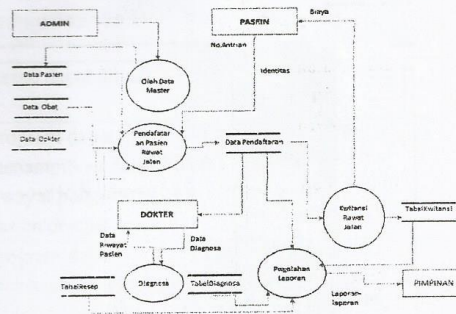 ADMIN
PASIEN
Biaya
No.Antrian
Identitas
Data Pasien
Olah Data
Master
Data Obat
Data Dokter
Pendaftar
an Pasien
Rawat
Jalan
Data Pendaftaran
DOKTER
Kwitansi
Rawat
Jalan
TabelKwitansi
Data
Riwayat
Pasien
Data
Diagnosa
TabelResep
Diagnosa
TabelDiagnosa
Pengolahan
Laporan
PIMPINAN
Laporan-
laporan